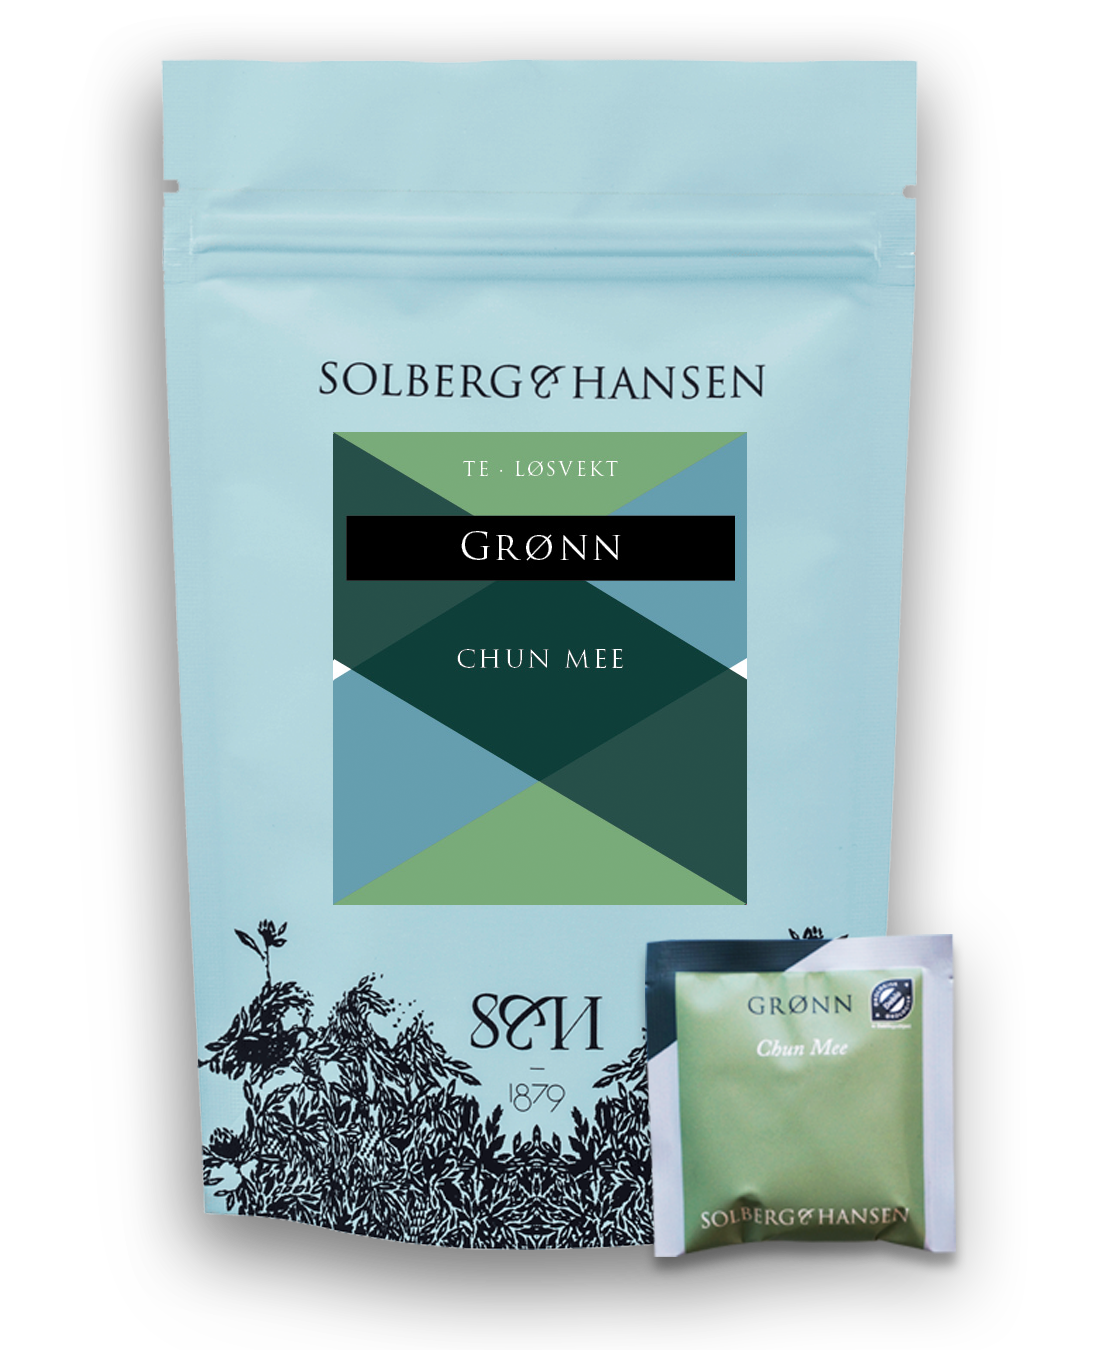 SOLBERG & HANSEN
TE · LØSVEKT
GRØNN
CHUN MEE
S&H
1879
GRØNN
Chun Mee
SOLBERG & HANSEN